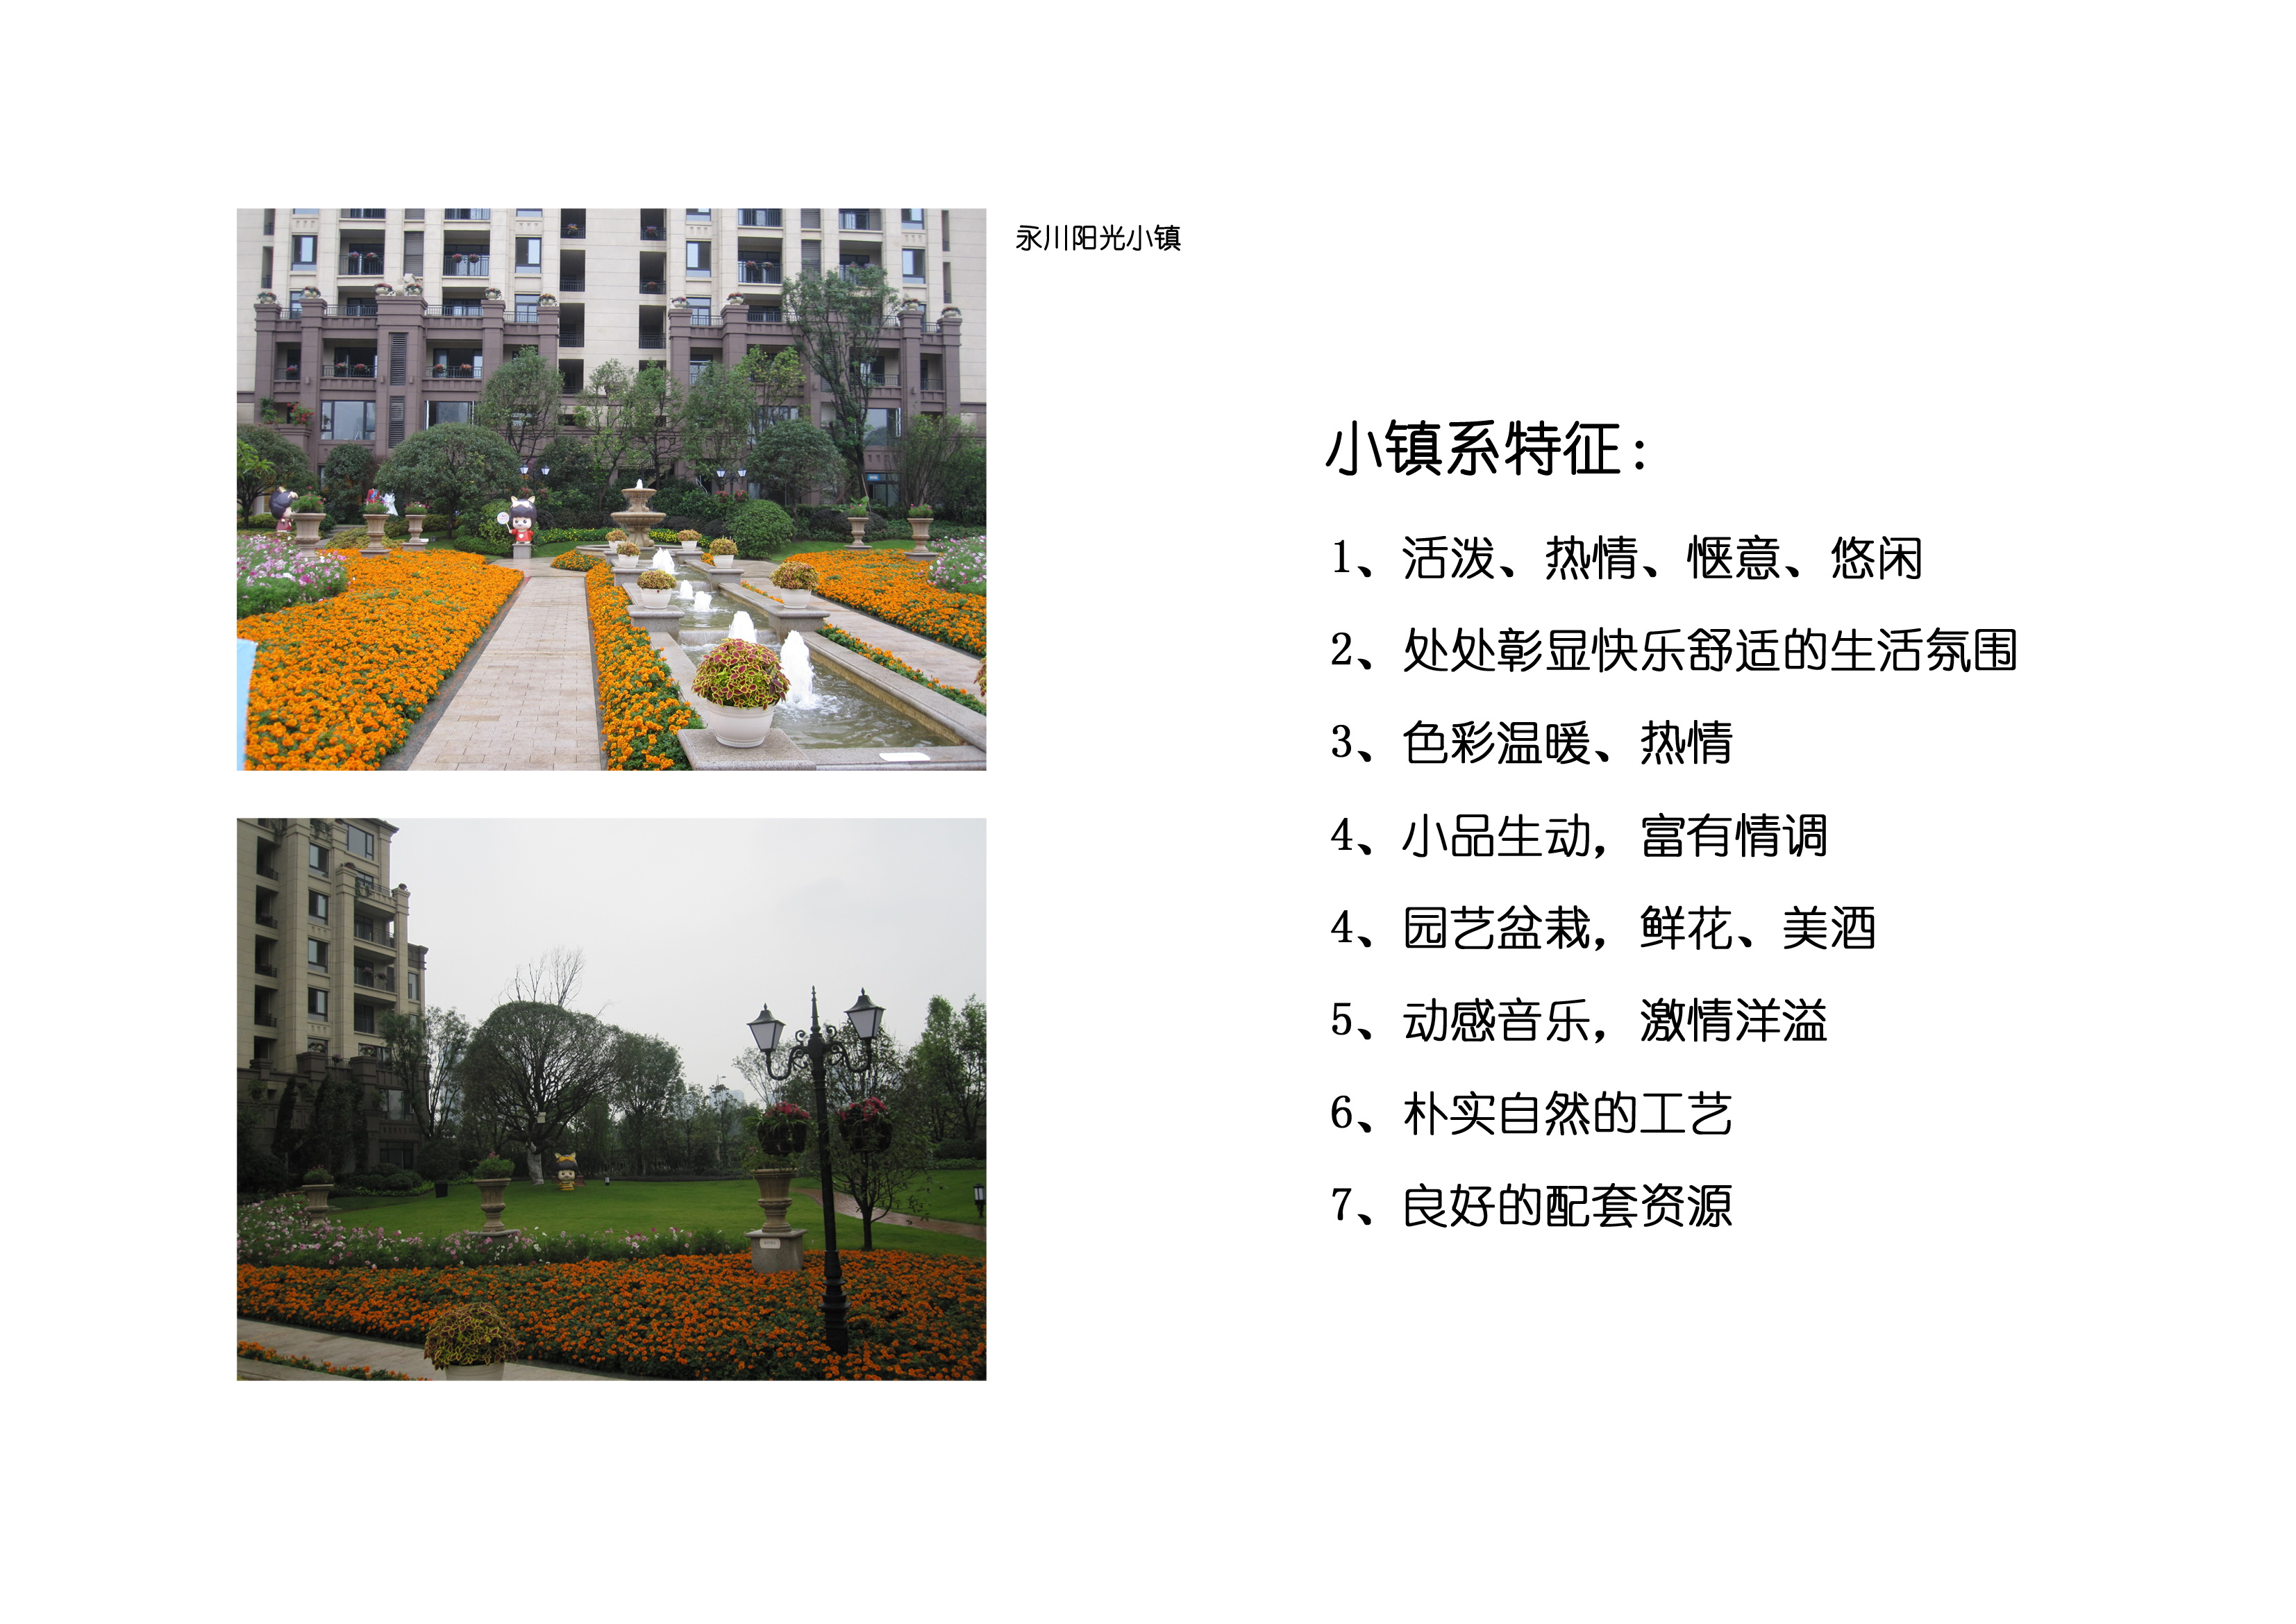 永川阳光小镇
小镇系特征：
1、活泼、热情、惬意、悠闲
2、处处彰显快乐舒适的生活氛围
3、色彩温暖、热情
4、小品生动，富有情调
4、园艺盆栽，鲜花、美酒
5、动感音乐，激情洋溢
6、朴实自然的工艺
7、良好的配套资源